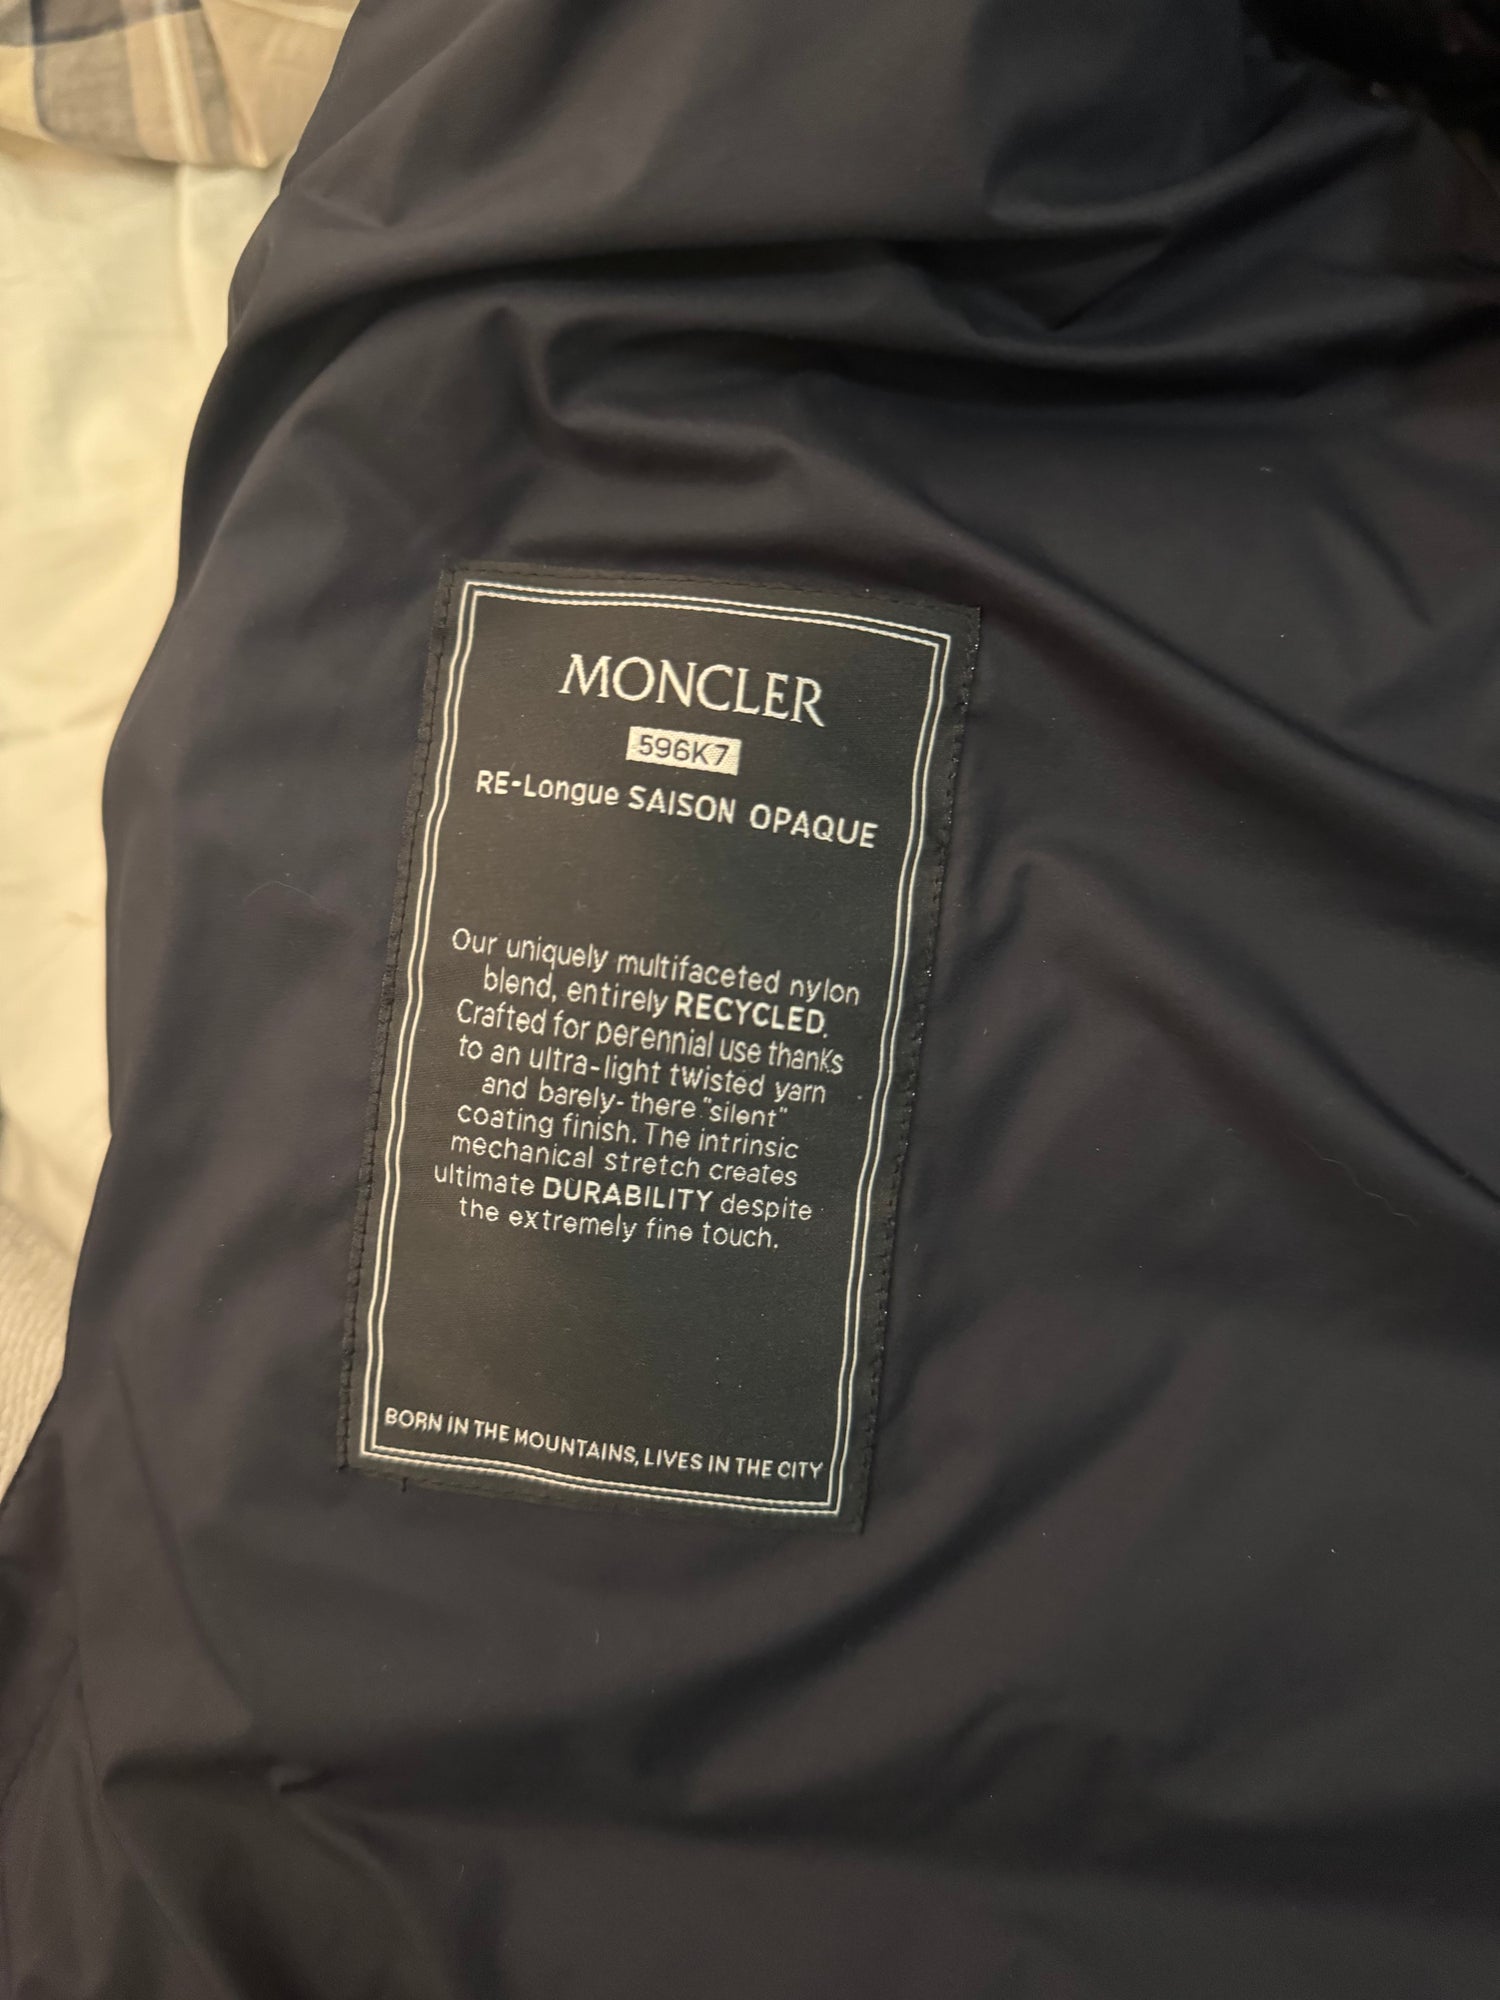 MONCLER
596K7
RE-Longue SAISON OPAQUE
Our uniquely multifaceted nylon
blend, entirely RECYCLED.
Crafted for perennial use thanks
to an ultra-light twisted yarn
and barely-there "silent"
coating finish. The intrinsic
mechanical stretch creates
ultimate DURABILITY despite
the extremely fine touch.
BORN IN THE MOUNTAINS, LIVES IN THE CITY